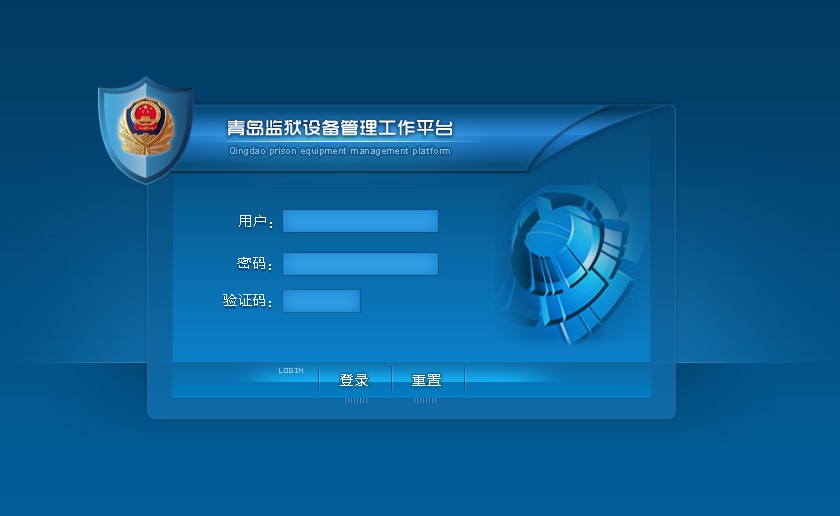 青岛监狱设备管理工作平台
Qingdao prison equipment management platform
用户：
密码：
验证码：
LOGIN 登录 重置